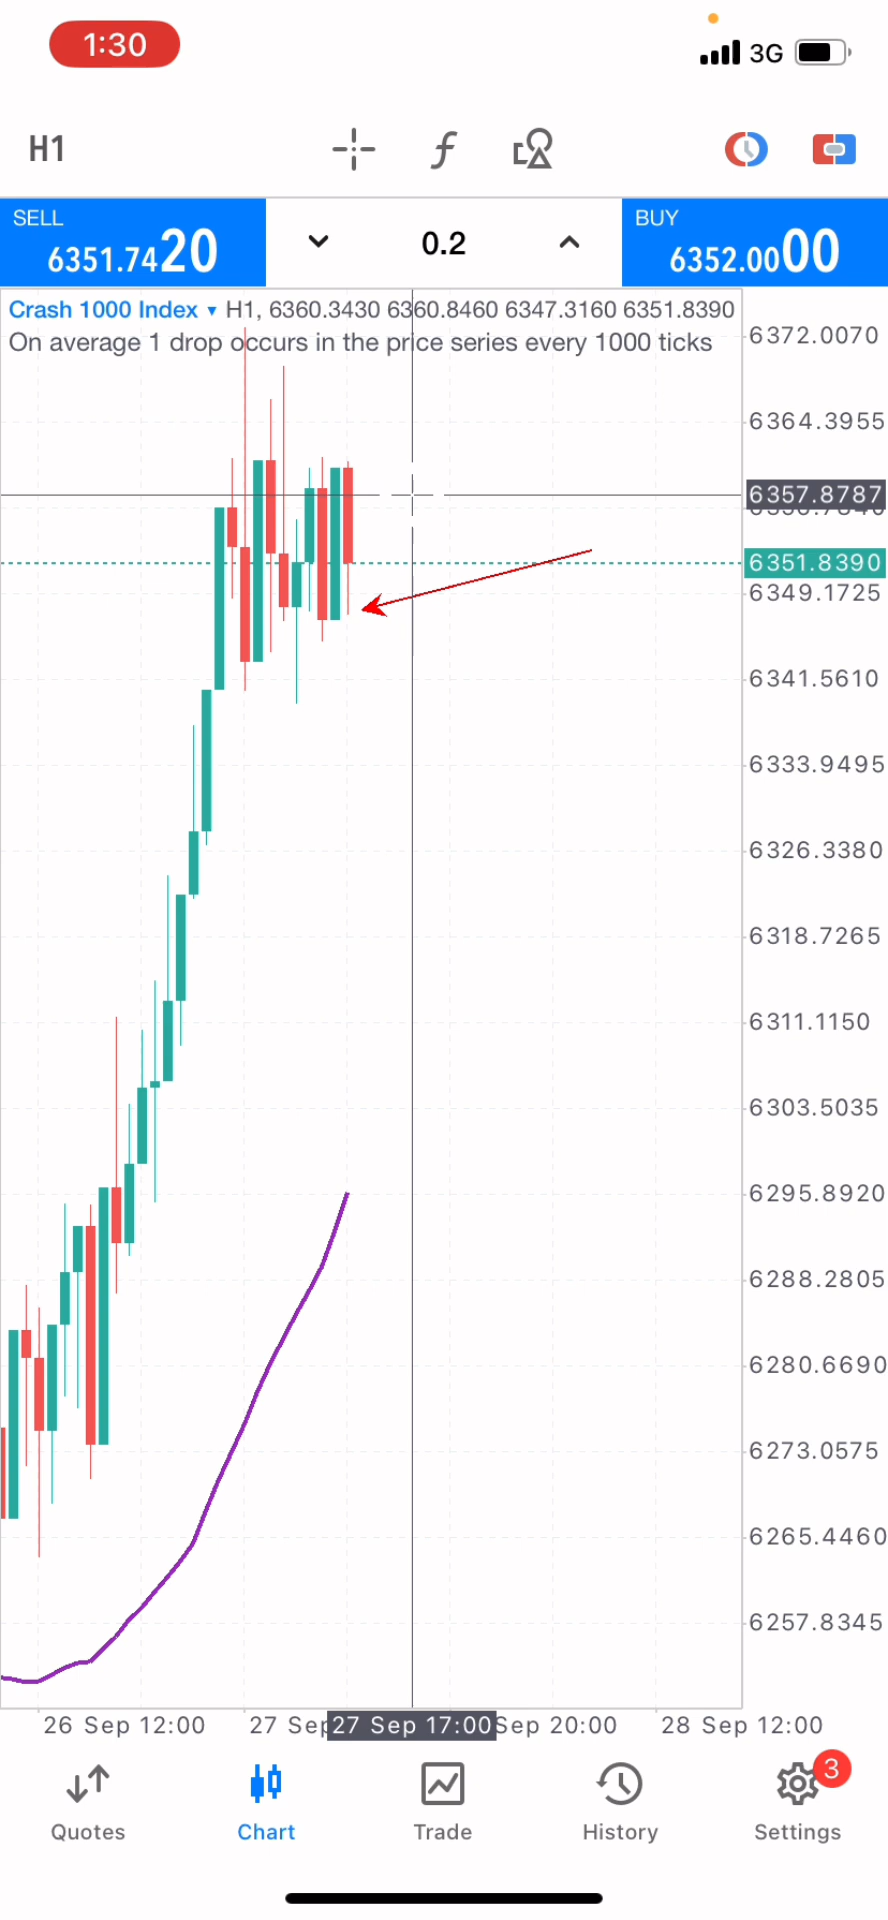 1:30
3G
H1
SELL
6351.7420
0.2
BUY
6352.0000
Crash 1000 Index ▾ H1, 6360.3430 6360.8460 6347.3160 6351.8390
On average 1 drop occurs in the price series every 1000 ticks
6372.0070
6364.3955
6357.8787
6351.8390
6349.1725
6341.5610
6333.9495
6326.3380
6318.7265
6311.1150
6303.5035
6295.8920
6288.2805
6280.6690
6273.0575
6265.4460
6257.8345
26 Sep 12:00
27 Sep
27 Sep 17:00
Sep 20:00
28 Sep 12:00
3
Quotes
Chart
Trade
History
Settings